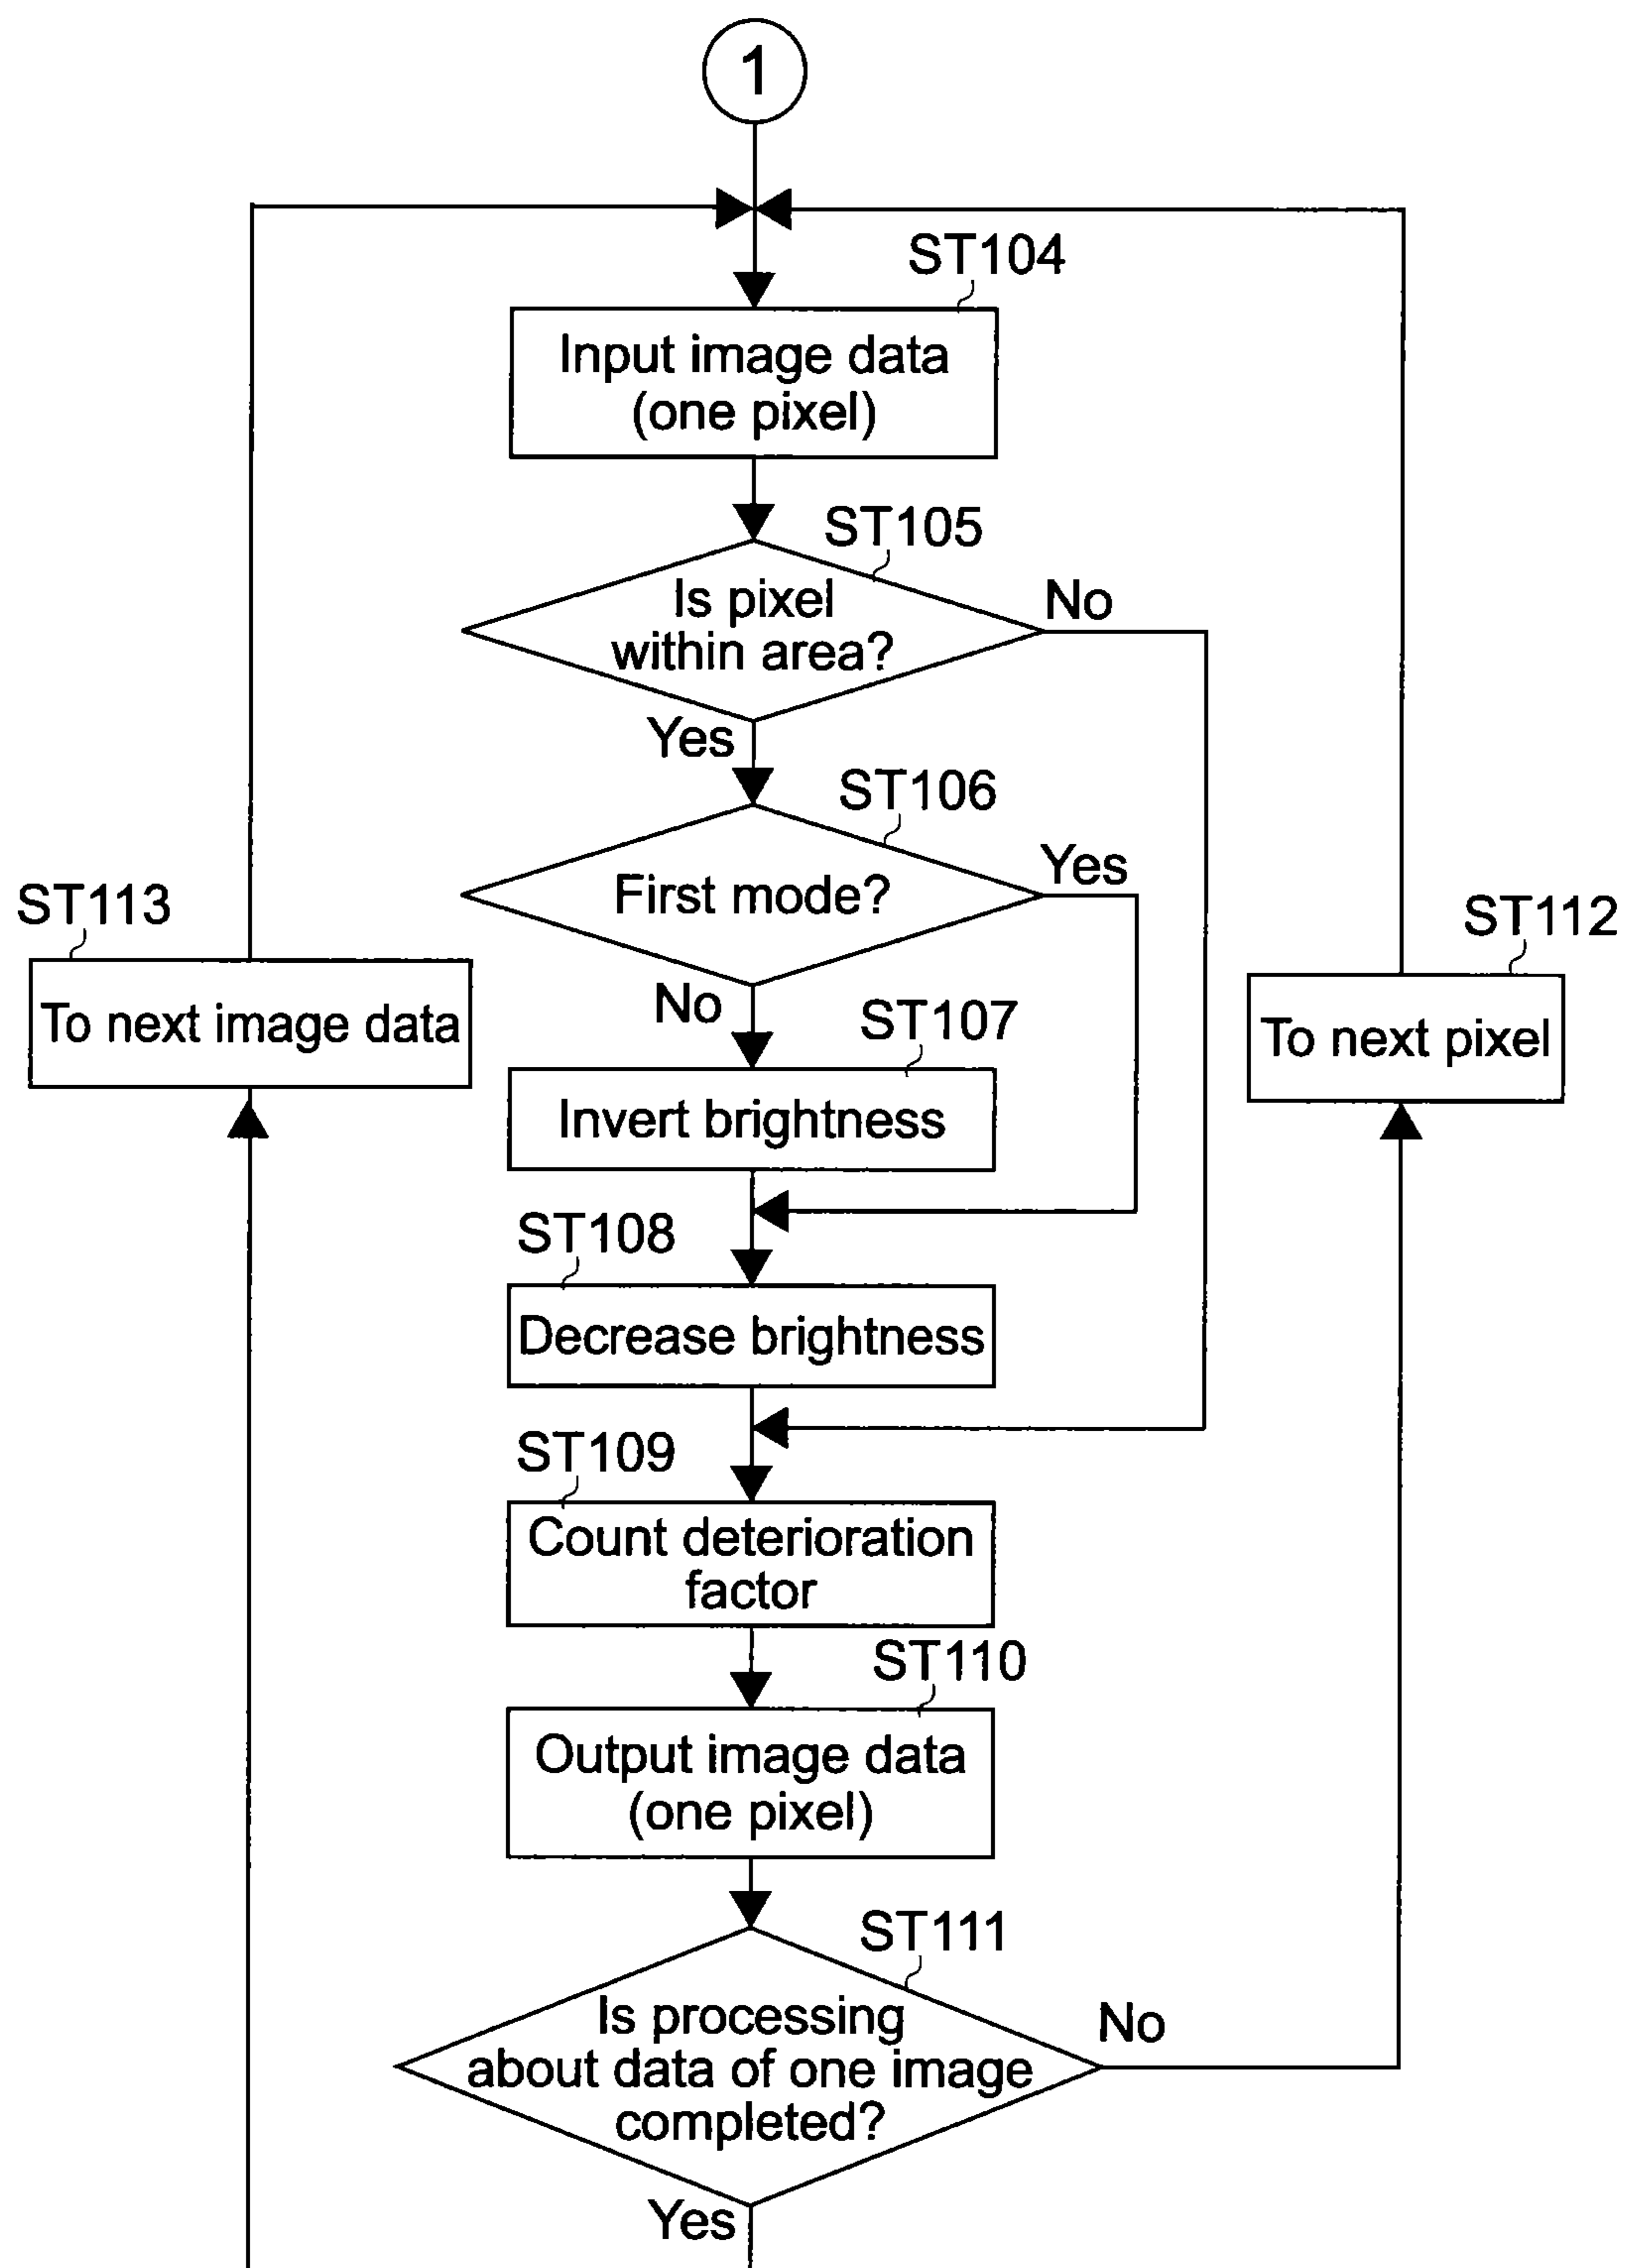 1
ST104
Input image data
(one pixel)
ST105
Is pixel
within area?
No
Yes
ST106
First mode?
Yes
No
ST113
To next image data
ST112
To next pixel
ST107
Invert brightness
ST108
Decrease brightness
ST109
Count deterioration
factor
ST110
Output image data
(one pixel)
ST111
Is processing
about data of one image
completed?
No
Yes